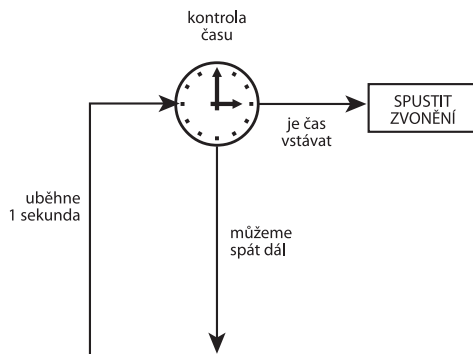 kontrola
času
SPUSTIT
ZVONĚNÍ
je čas
vstávat
uběhne
1 sekunda
můžeme
spát dál